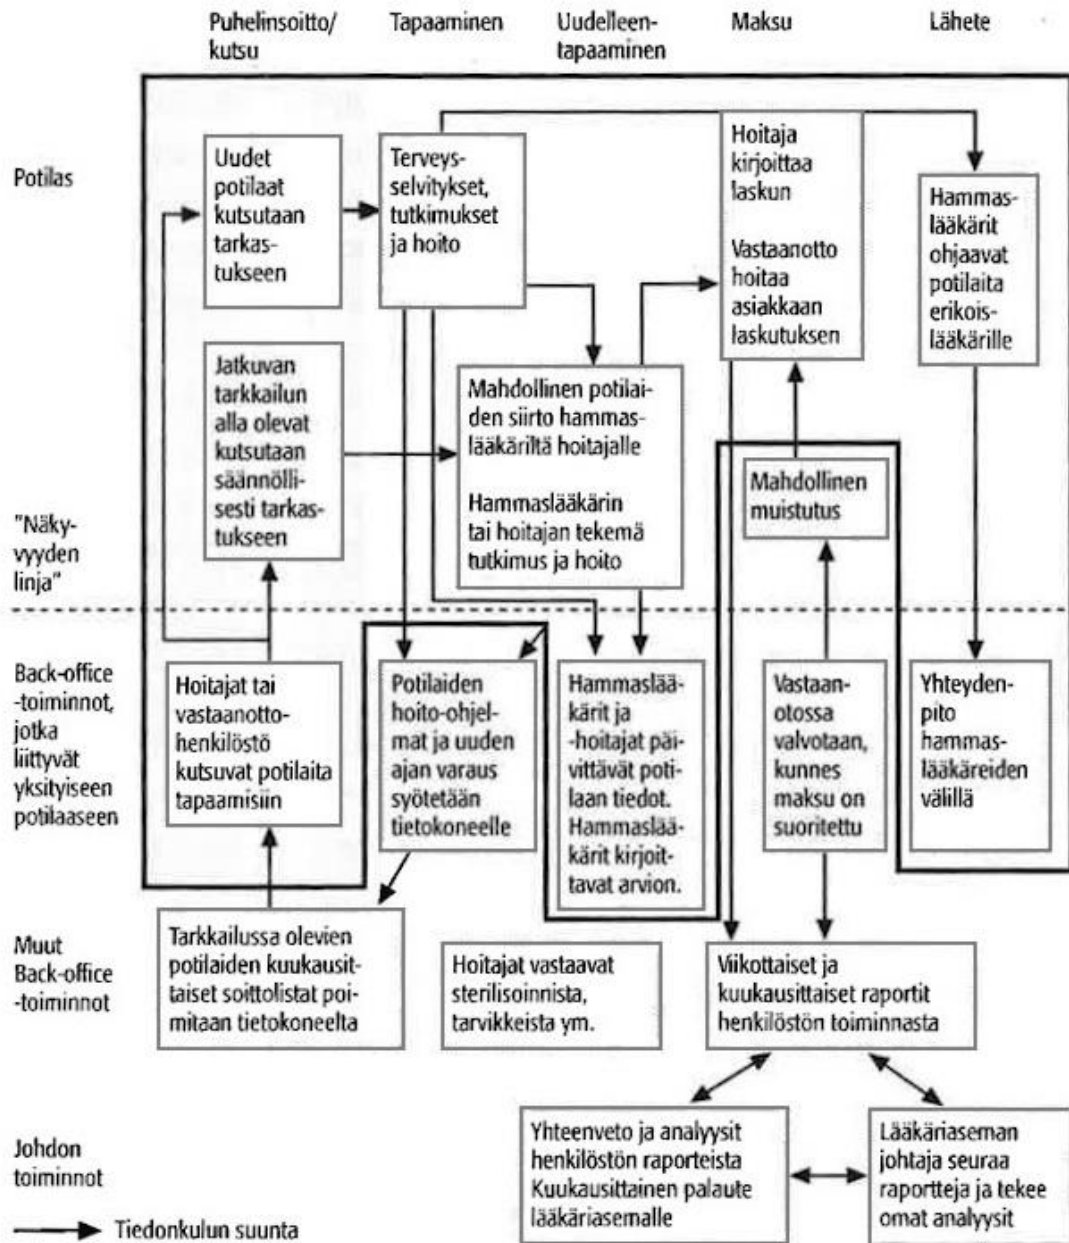 Puhelinsoitto/
kutsu
Tapaaminen
Uudelleen-
tapaaminen
Maksu
Lähete
Potilas
Uudet
potilaat
kutsutaan
tarkas-
tukseen
Terveys-
selvitykset,
tutkimukset
ja hoito
Hoitaja
kirjoittaa
laskun
Vastaanotto
hoitaa
asiakkaan
laskutuksen
Hammas-
lääkärit
ohjaavat
potilaita
erikois-
lääkärille
Jatkuvan
tarkkailun
alla olevat
kutsutaan
säännölli-
sesti tarkas-
tukseen
Mahdollinen potilai-
den siirto hammas-
lääkäriltä hoitajalle
Hammaslääkärin
tai hoitajan tekemä
tutkimus ja hoito
Mahdollinen
muistutus
"Näky-
vyyden
linja"
Back-office
-toiminnot,
jotka
liittyvät
yksityiseen
potilaaseen
Hoitajat tai
vastaanotto-
henkilöstö
kutsuvat potilaita
tapaamisiin
Potilaiden
hoito-ohjel-
mat ja uuden
ajan varaus
syötetään
tietokoneelle
Hammaslää-
kärit ja
-hoitajat päi-
vittävät poti-
laan tiedot.
Hammaslää-
kärit kirjoit-
tavat arvion.
Vastaan-
otossa
valvotaan,
kunnes
maksu on
suoritettu
Yhteyden-
pito
hammas-
lääkäreiden
välillä
Muut
Back-office
-toiminnot
Tarkkailussa olevien
potilaiden kuukausit-
taiset soittolistat poi-
mitaan tietokoneelta
Hoitajat vastaavat
sterilisoinnista,
tarvikkeista ym.
Viikottaiset ja
kuukausittaiset raportit
henkilöstön toiminnasta
Johdon
toiminnot
Yhteenveto ja analyysit
henkilöstön raporteista
Kuukausittainen palaute
lääkäriasemalle
Lääkäriaseman
johtaja seuraa
raportteja ja tekee
omat analyysit
Tiedonkulun suunta